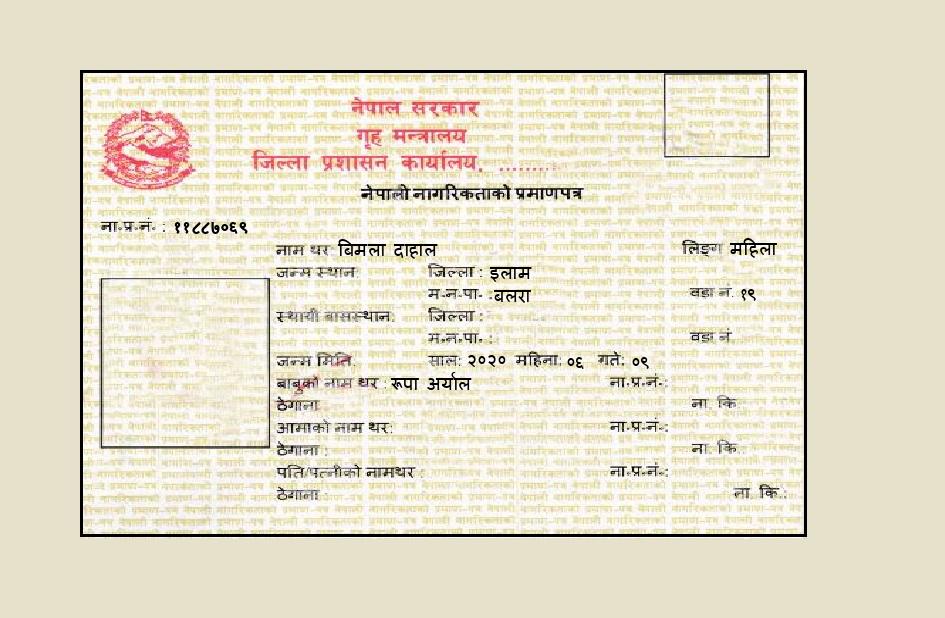 नेपाल सरकार
गृह मन्त्रालय
जिल्ला प्रशासन कार्यालय, .........
नेपाली नागरिकताको प्रमाणपत्र
ना.प्र.नं. : ११८८७०६९
नाम थर: बिमला दाहाल लिङ्ग महिला
जन्म स्थान: जिल्ला : इलाम
म.न.पा. :बलरा वडा नं. १९
स्थायी बासस्थान: जिल्ला :
म.न.पा. : वडा नं
जन्म मिति: साल: २०२० महिना: ०६ गते: ०९
बाबुको नाम थर : रूपा अर्याल ना.प्र.नं.:
ठेगाना ना. कि.
आमाको नाम थर: ना.प्र.नं.:
ठेगाना : ना. कि.
पति/पत्नीको नामथर : ना.प्र.नं.:
ठेगाना : ना. कि.: